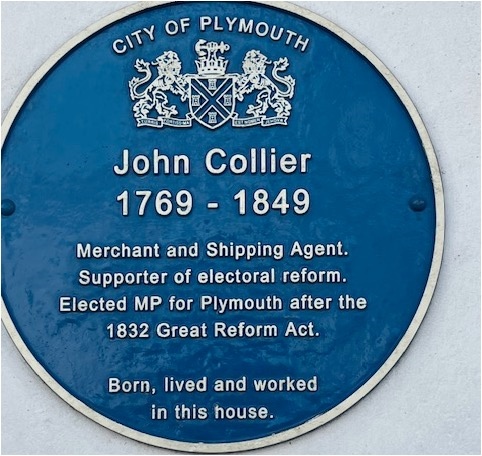 CITY OF PLYMOUTH
John Collier
1769 - 1849
Merchant and Shipping Agent.
Supporter of electoral reform.
Elected MP for Plymouth after the
1832 Great Reform Act.
Born, lived and worked
in this house.